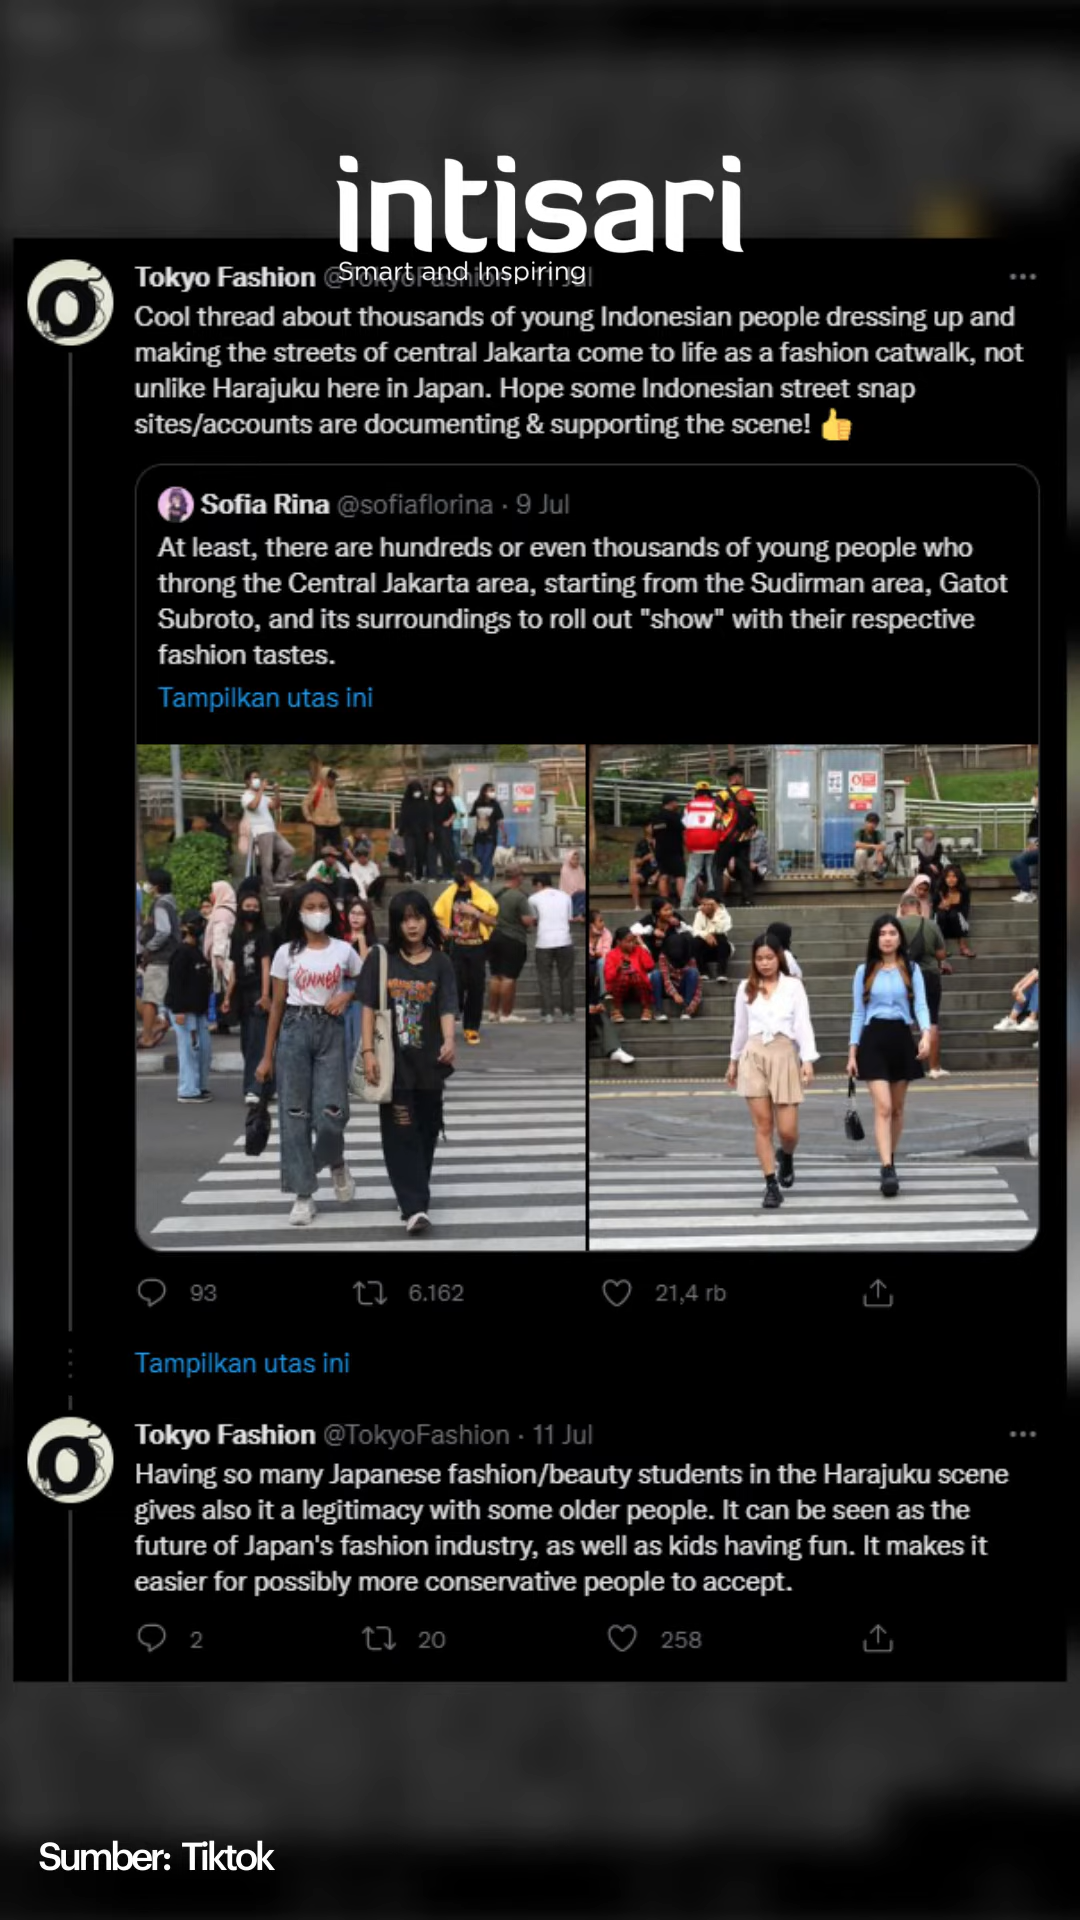 intisari
Smart and Inspiring
Tokyo Fashion @TokyoFashion · 11 Jul
Cool thread about thousands of young Indonesian people dressing up and
making the streets of central Jakarta come to life as a fashion catwalk, not
unlike Harajuku here in Japan. Hope some Indonesian street snap
sites/accounts are documenting & supporting the scene! 👍
Sofia Rina @sofiaflorina · 9 Jul
At least, there are hundreds or even thousands of young people who
throng the Central Jakarta area, starting from the Sudirman area, Gatot
Subroto, and its surroundings to roll out "show" with their respective
fashion tastes.
Tampilkan utas ini
93 6.162 21,4 rb
Tampilkan utas ini
Tokyo Fashion @TokyoFashion · 11 Jul
Having so many Japanese fashion/beauty students in the Harajuku scene
gives also it a legitimacy with some older people. It can be seen as the
future of Japan's fashion industry, as well as kids having fun. It makes it
easier for possibly more conservative people to accept.
2 20 258
Sumber: Tiktok